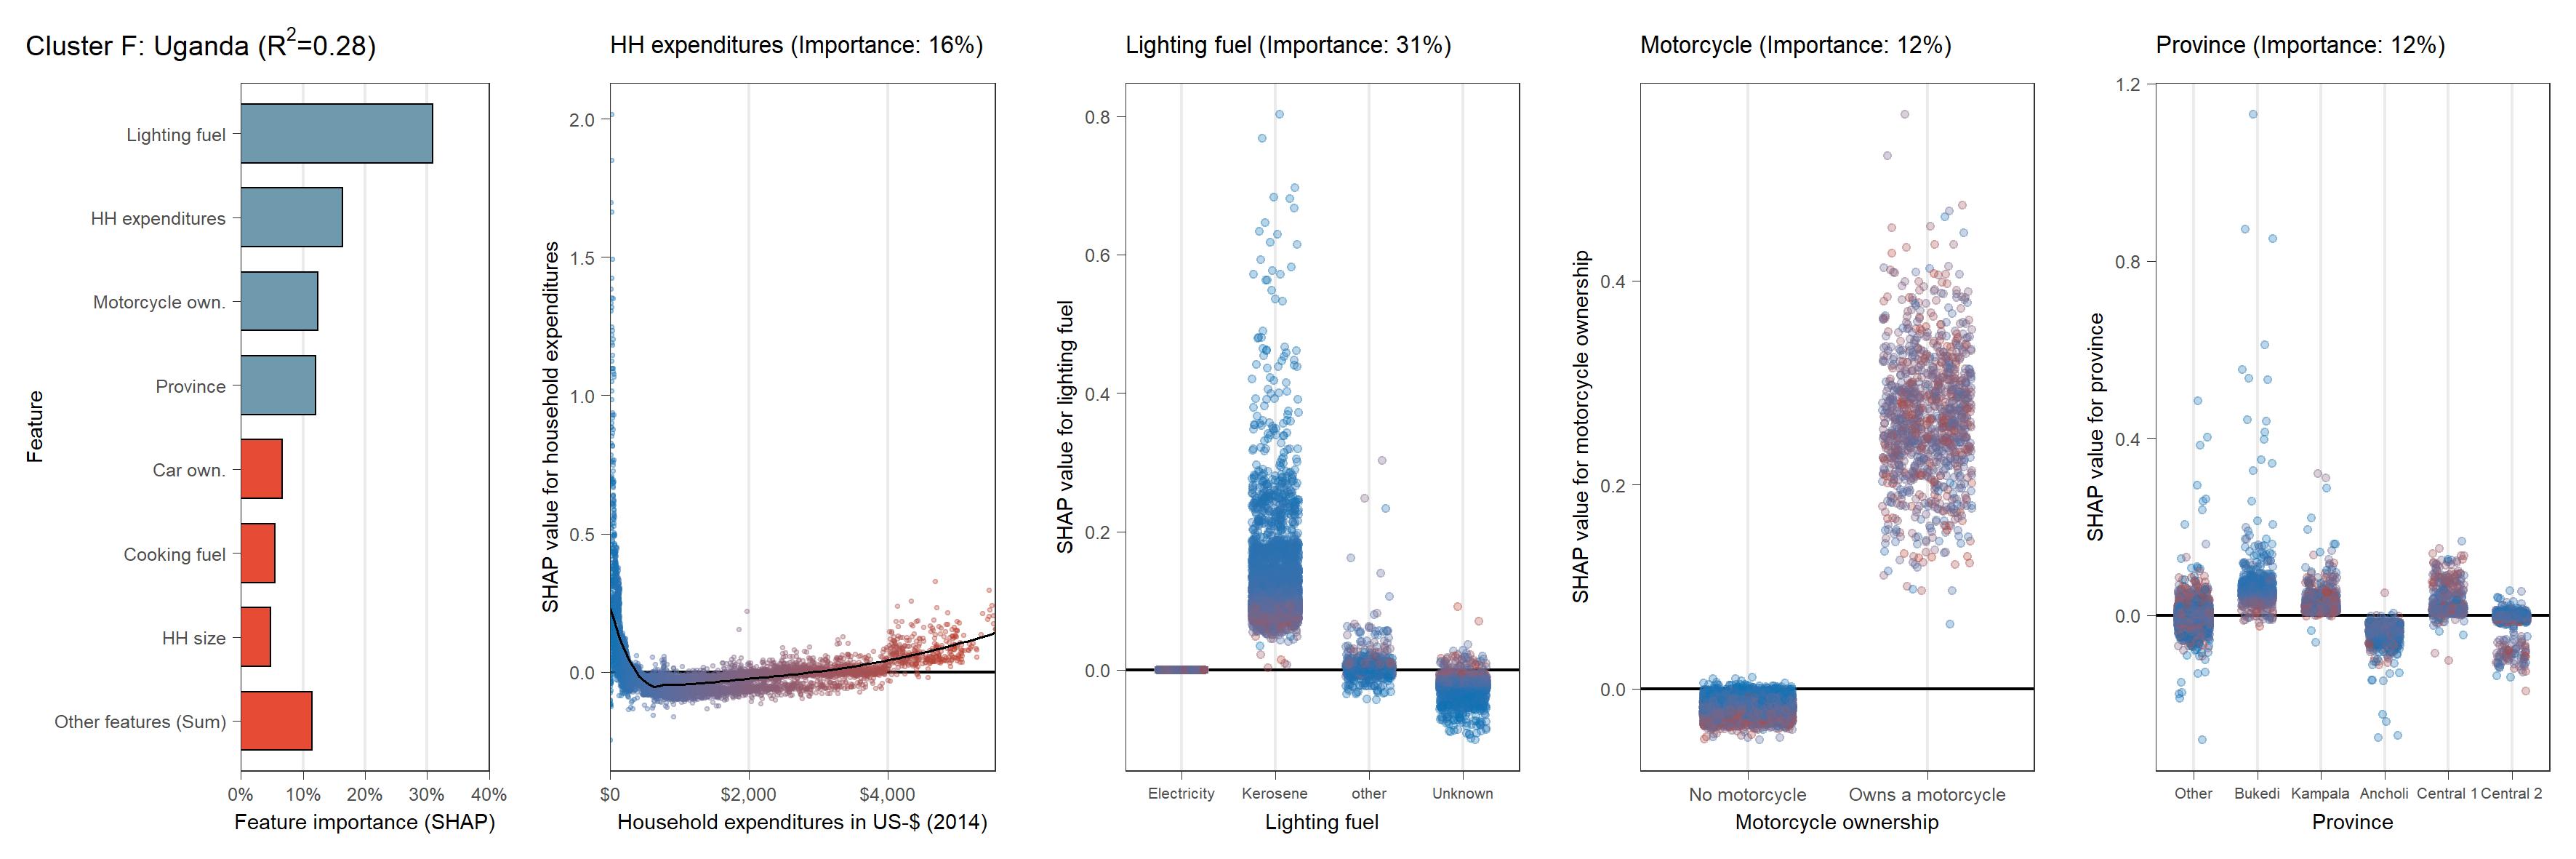 Cluster F: Uganda (R²=0.28)
Feature
Lighting fuel
HH expenditures
Motorcycle own.
Province
Car own.
Cooking fuel
HH size
Other features (Sum)
0% 10% 20% 30% 40%
Feature importance (SHAP)
HH expenditures (Importance: 16%)
SHAP value for household expenditures
2.0
1.5
1.0
0.5
0.0
$0 $2,000 $4,000
Household expenditures in US-$ (2014)
Lighting fuel (Importance: 31%)
SHAP value for lighting fuel
0.8
0.6
0.4
0.2
0.0
Electricity Kerosene other Unknown
Lighting fuel
Motorcycle (Importance: 12%)
SHAP value for motorcycle ownership
0.4
0.2
0.0
No motorcycle Owns a motorcycle
Motorcycle ownership
Province (Importance: 12%)
SHAP value for province
1.2
0.8
0.4
0.0
Other Bukedi Kampala Ancholi Central 1 Central 2
Province